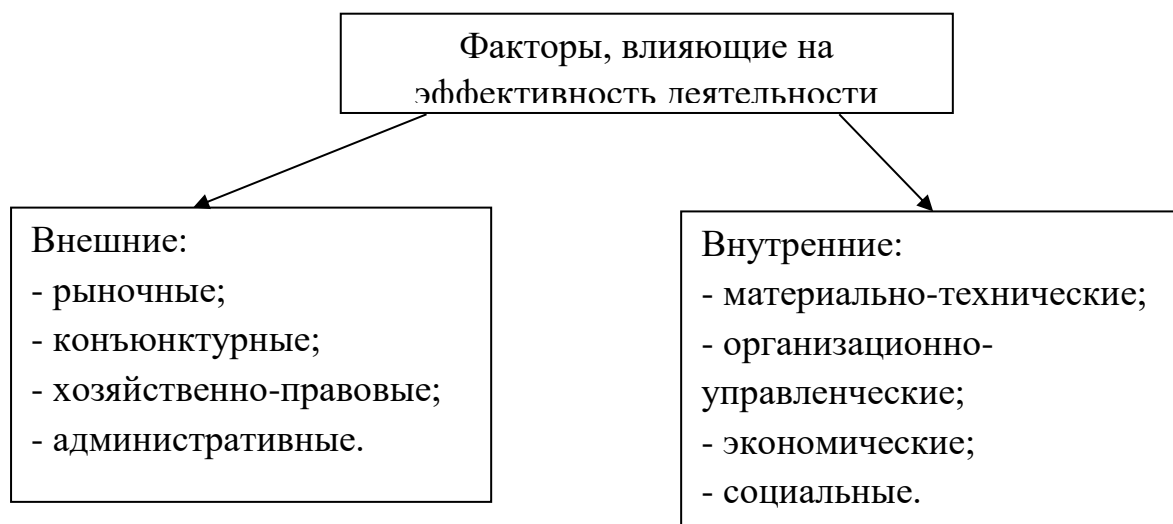 Факторы, влияющие на
эффективность деятельности
Внешние:
- рыночные;
- конъюнктурные;
- хозяйственно-правовые;
- административные.
Внутренние:
- материально-технические;
- организационно-
управленческие;
- экономические;
- социальные.